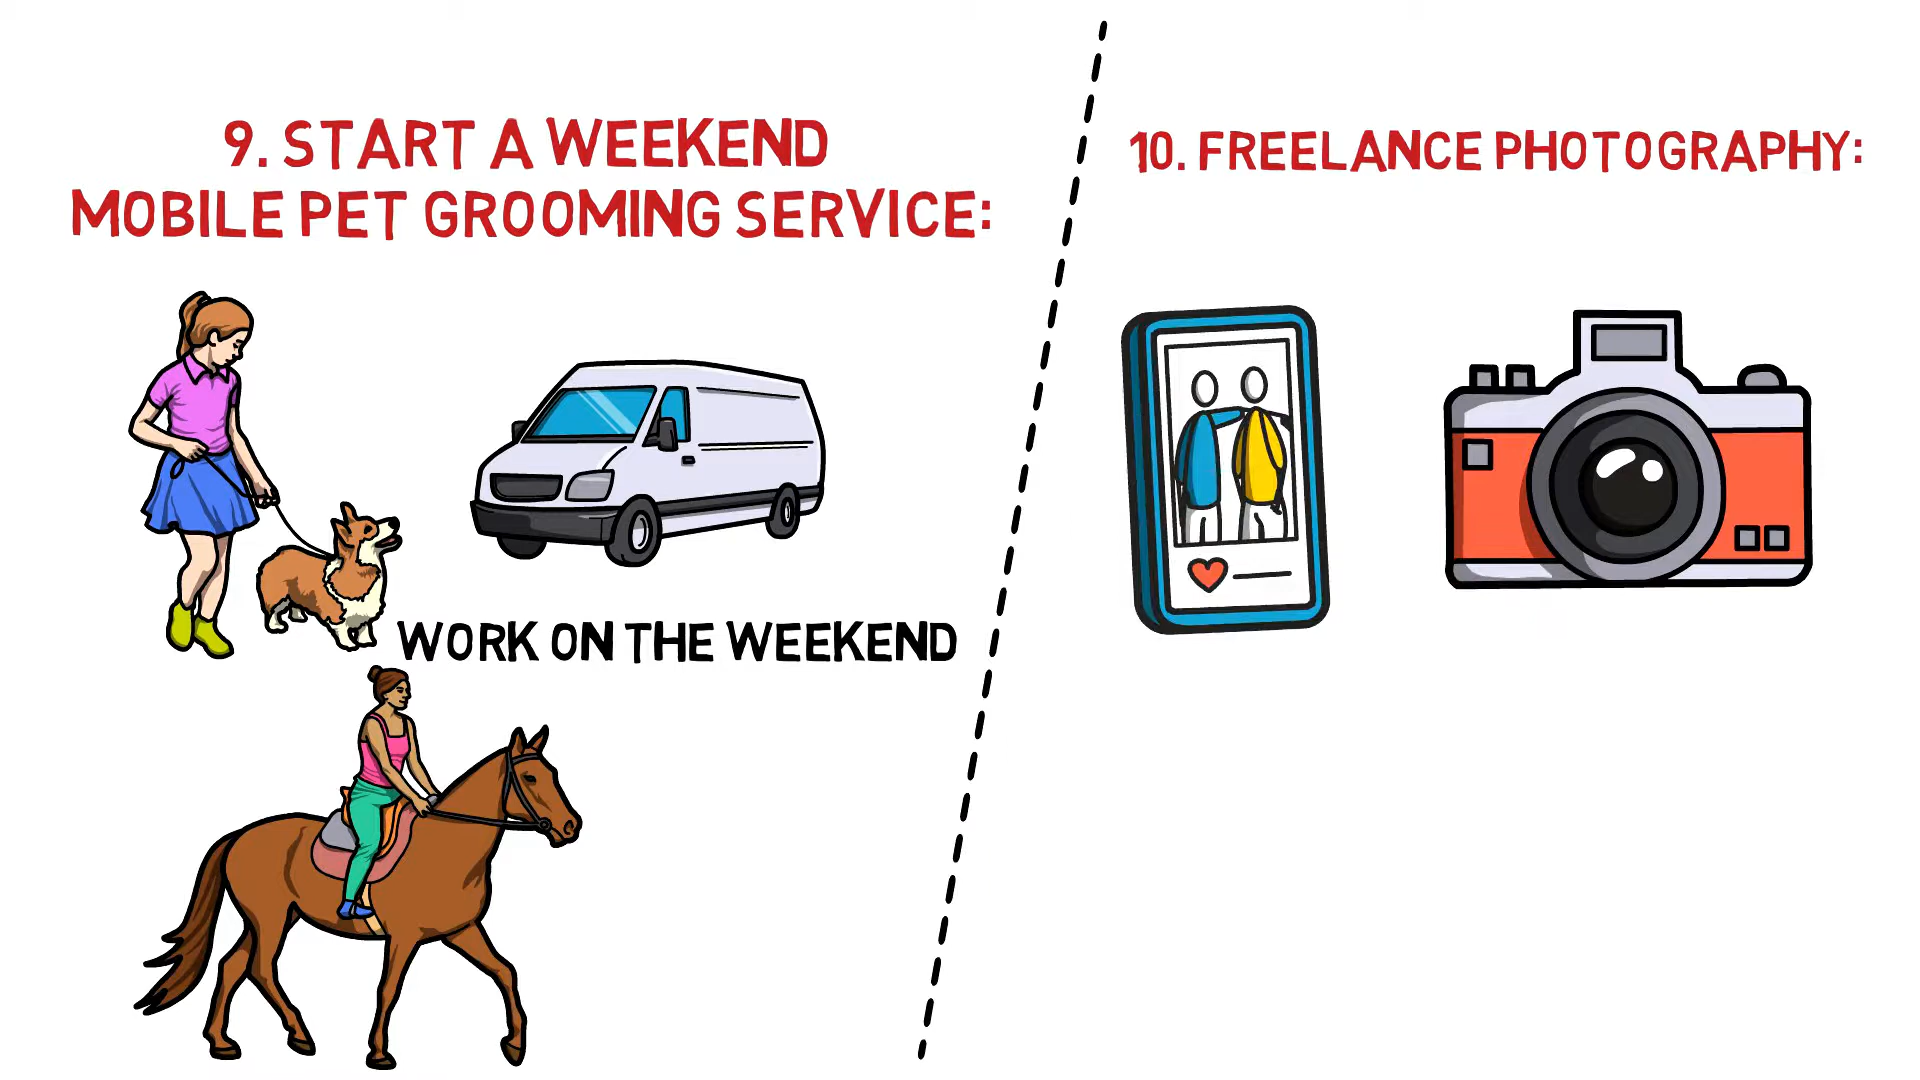 9. START A WEEKEND
MOBILE PET GROOMING SERVICE:
WORK ON THE WEEKEND
10. FREELANCE PHOTOGRAPHY: